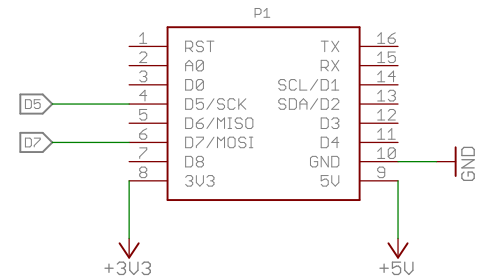 P1
1 RST TX 16
2 A0 RX 15
3 D0 SCL/D1 14
D5 4 D5/SCK SDA/D2 13
5 D6/MISO D3 12
D7 6 D7/MOSI D4 11
7 D8 GND 10 GND
8 3V3 5V 9
+3V3 +5V